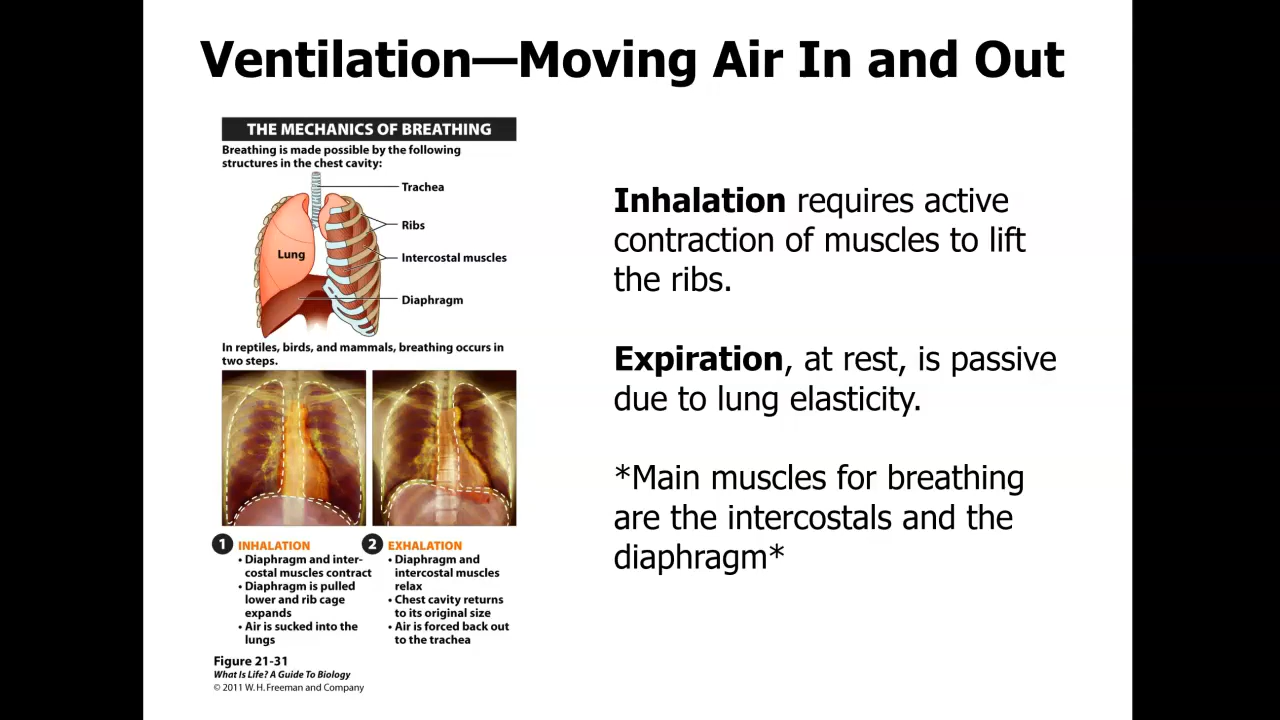 Ventilation—Moving Air In and Out
THE MECHANICS OF BREATHING
Breathing is made possible by the following
structures in the chest cavity:
Trachea
Ribs
Lung
Intercostal muscles
Diaphragm
In reptiles, birds, and mammals, breathing occurs in
two steps.
1 INHALATION
• Diaphragm and inter-
costal muscles contract
• Diaphragm is pulled
lower and rib cage
expands
• Air is sucked into the
lungs
2 EXHALATION
• Diaphragm and
intercostal muscles
relax
• Chest cavity returns
to its original size
• Air is forced back out
to the trachea
Figure 21-31
What Is Life? A Guide To Biology
© 2011 W. H. Freeman and Company
Inhalation requires active
contraction of muscles to lift
the ribs.
Expiration, at rest, is passive
due to lung elasticity.
*Main muscles for breathing
are the intercostals and the
diaphragm*